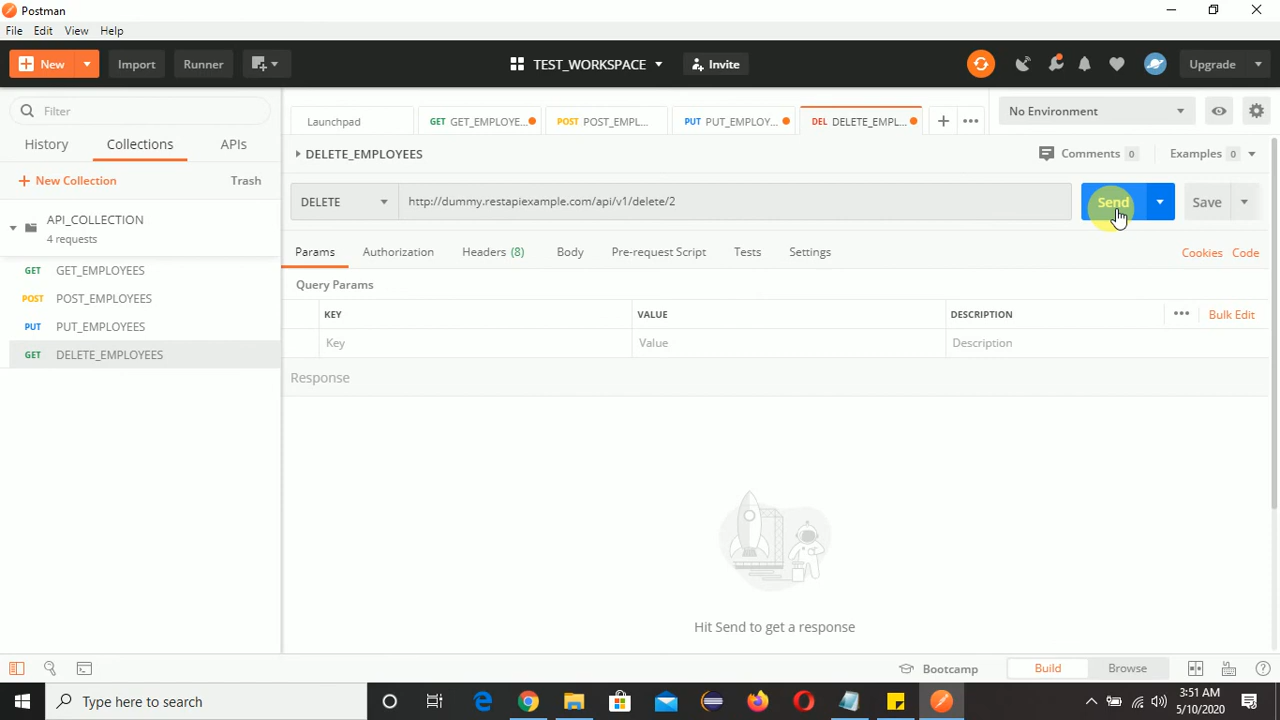 Postman
File Edit View Help
New Import Runner TEST_WORKSPACE Invite Upgrade
Filter
Launchpad GET GET_EMPLOYE... POST POST_EMPL... PUT PUT_EMPLOY... DEL DELETE_EMPL... No Environment
History Collections APIs
DELETE_EMPLOYEES Comments 0 Examples 0
New Collection Trash
DELETE http://dummy.restapiexample.com/api/v1/delete/2 Send Save
API_COLLECTION
4 requests
Params Authorization Headers (8) Body Pre-request Script Tests Settings Cookies Code
GET GET_EMPLOYEES
Query Params
POST POST_EMPLOYEES
KEY VALUE DESCRIPTION Bulk Edit
PUT PUT_EMPLOYEES
Key Value Description
GET DELETE_EMPLOYEES
Response
Hit Send to get a response
Bootcamp Build Browse
Type here to search
3:51 AM
5/10/2020